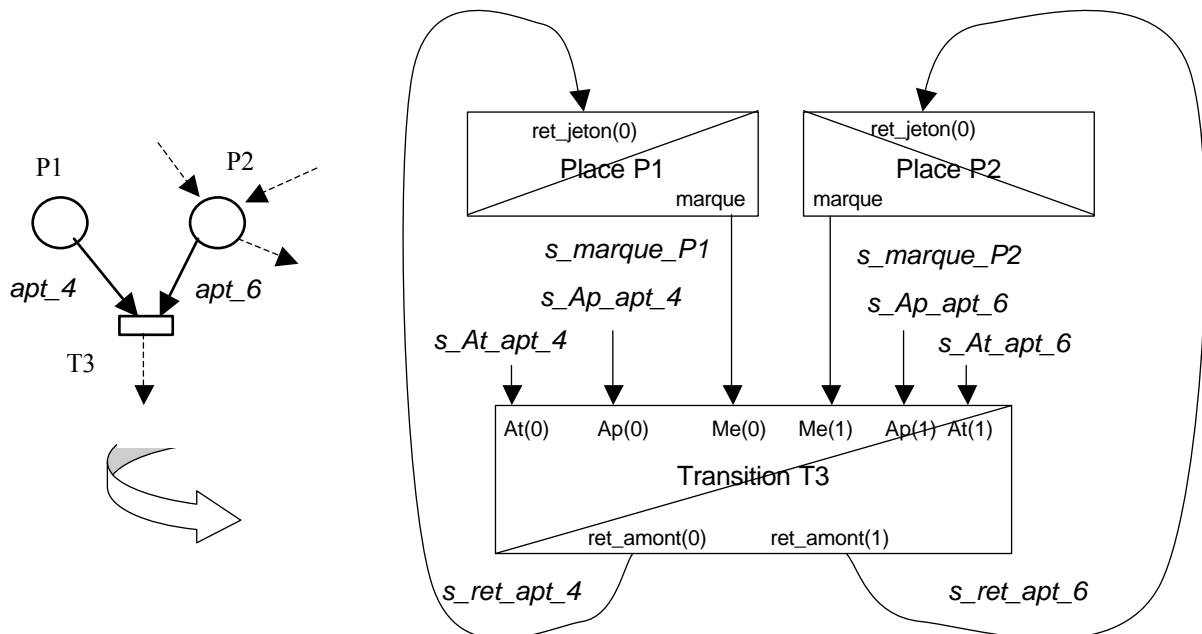 P1
P2
apt_4
apt_6
T3
ret_jeton(0)
Place P1
marque
ret_jeton(0)
Place P2
marque
s_marque_P1
s_marque_P2
s_Ap_apt_4
s_Ap_apt_6
s_At_apt_4
s_At_apt_6
At(0) Ap(0) Me(0) Me(1) Ap(1) At(1)
Transition T3
ret_amont(0) ret_amont(1)
s_ret_apt_4
s_ret_apt_6